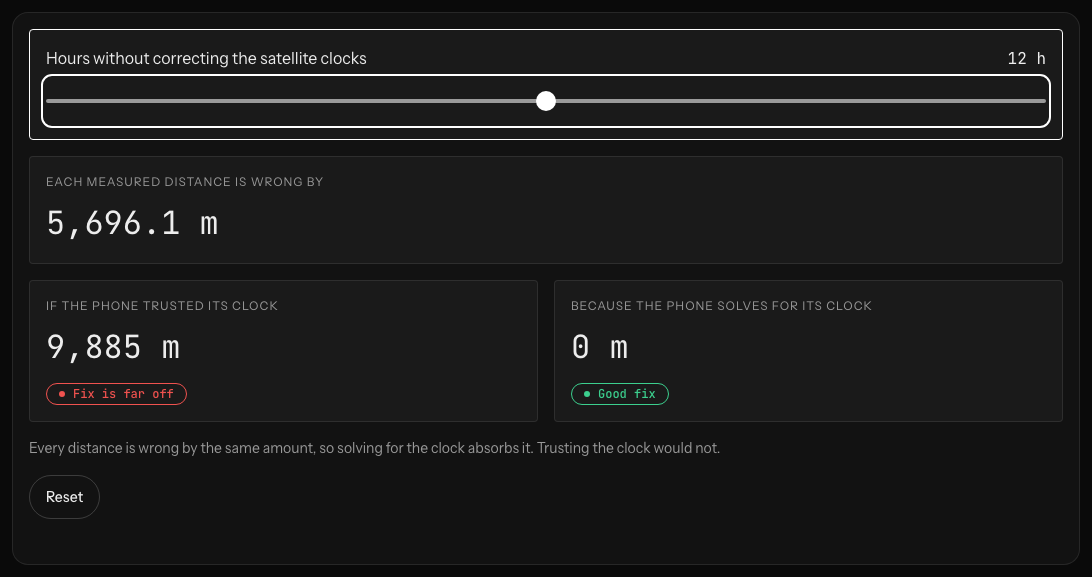 Hours without correcting the satellite clocks
12 h
EACH MEASURED DISTANCE IS WRONG BY
5,696.1 m
IF THE PHONE TRUSTED ITS CLOCK
9,885 m
Fix is far off
BECAUSE THE PHONE SOLVES FOR ITS CLOCK
0 m
Good fix
Every distance is wrong by the same amount, so solving for the clock absorbs it. Trusting the clock would not.
Reset